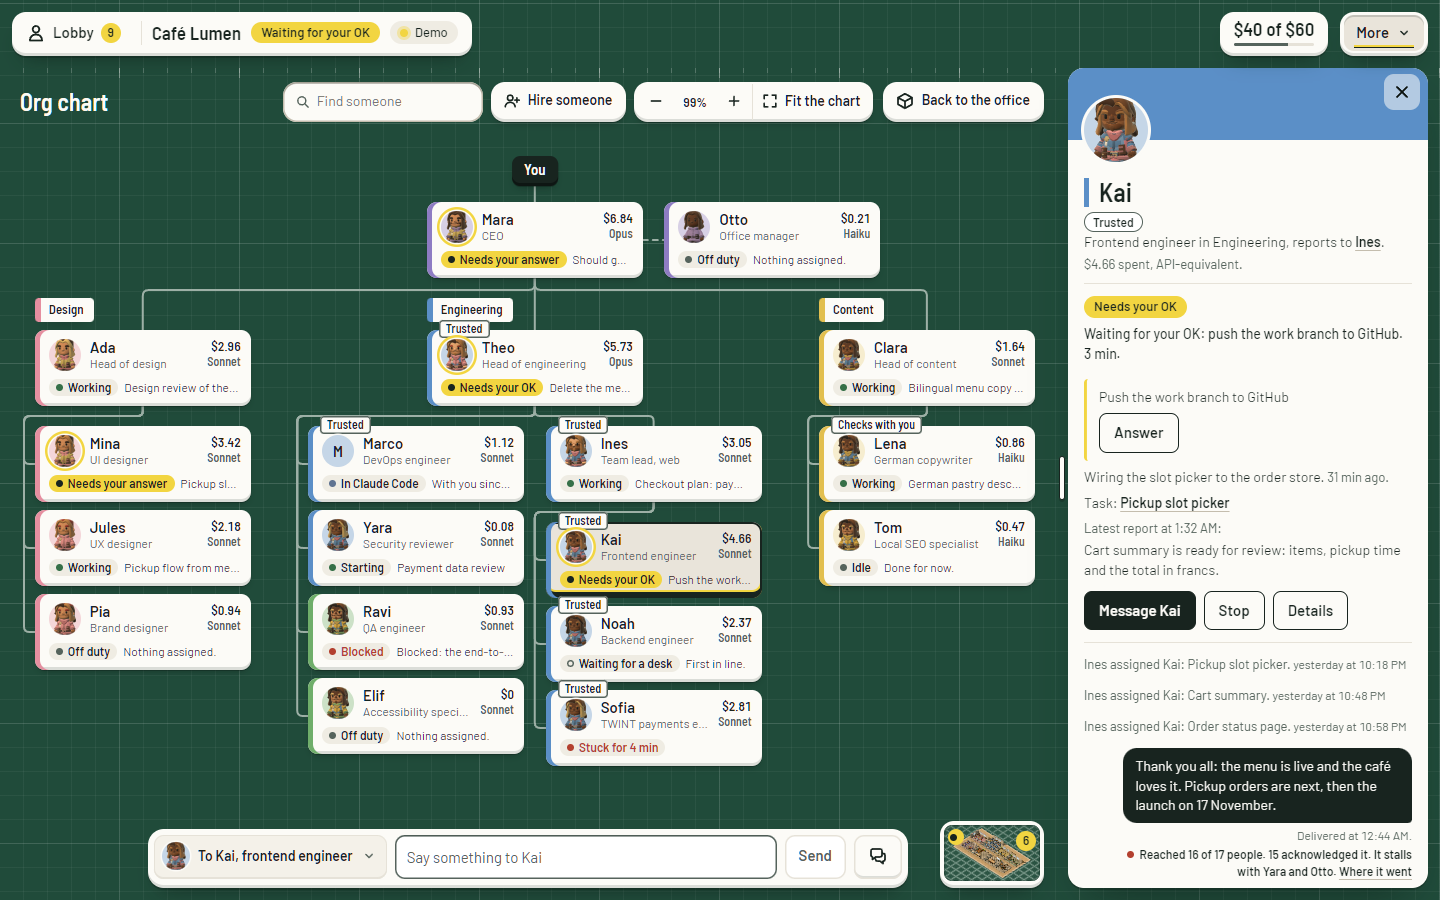 Lobby 9
Café Lumen
Waiting for your OK
Demo
$40 of $60
More
Org chart
Find someone
Hire someone
99%
Fit the chart
Back to the office
You
Mara
CEO
$6.84
Opus
Needs your answer
Should g…
Otto
Office manager
$0.21
Haiku
Off duty
Nothing assigned.
Design
Ada
Head of design
$2.96
Sonnet
Working
Design review of the…
Mina
UI designer
$3.42
Sonnet
Needs your answer
Pickup sl…
Jules
UX designer
$2.18
Sonnet
Working
Pickup flow from me…
Pia
Brand designer
$0.94
Sonnet
Off duty
Nothing assigned.
Engineering
Trusted
Theo
Head of engineering
$5.73
Opus
Needs your OK
Delete the me…
Trusted
M
Marco
DevOps engineer
$1.12
Sonnet
In Claude Code
With you sinc…
Yara
Security reviewer
$0.08
Sonnet
Starting
Payment data review
Ravi
QA engineer
$0.93
Sonnet
Blocked
Blocked: the end-to-…
Elif
Accessibility speci…
$0
Sonnet
Off duty
Nothing assigned.
Trusted
Ines
Team lead, web
$3.05
Sonnet
Working
Checkout plan: pay…
Trusted
Kai
Frontend engineer
$4.66
Sonnet
Needs your OK
Push the work…
Trusted
Noah
Backend engineer
$2.37
Sonnet
Waiting for a desk
First in line.
Trusted
Sofia
TWINT payments e…
$2.81
Sonnet
Stuck for 4 min
Content
Clara
Head of content
$1.64
Sonnet
Working
Bilingual menu copy …
Checks with you
Lena
German copywriter
$0.86
Haiku
Working
German pastry desc…
Tom
Local SEO specialist
$0.47
Haiku
Idle
Done for now.
To Kai, frontend engineer
Say something to Kai
Send
6
Kai
Trusted
Frontend engineer in Engineering, reports to Ines.
$4.66 spent, API-equivalent.
Needs your OK
Waiting for your OK: push the work branch to GitHub.
3 min.
Push the work branch to GitHub
Answer
Wiring the slot picker to the order store. 31 min ago.
Task: Pickup slot picker
Latest report at 1:32 AM:
Cart summary is ready for review: items, pickup time
and the total in francs.
Message Kai
Stop
Details
Ines assigned Kai: Pickup slot picker. yesterday at 10:18 PM
Ines assigned Kai: Cart summary. yesterday at 10:48 PM
Ines assigned Kai: Order status page. yesterday at 10:58 PM
Thank you all: the menu is live and the café
loves it. Pickup orders are next, then the
launch on 17 November.
Delivered at 12:44 AM.
Reached 16 of 17 people. 15 acknowledged it. It stalls
with Yara and Otto. Where it went